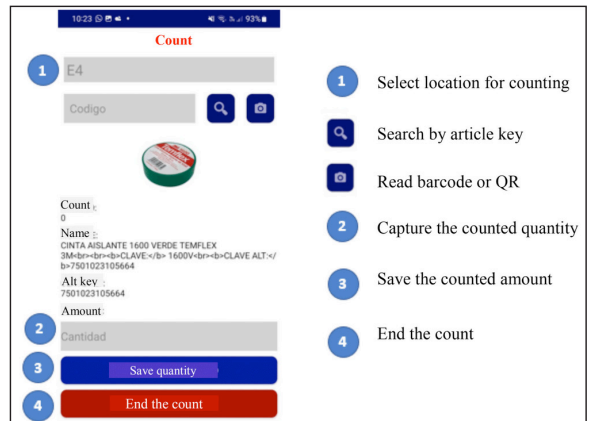 10:23
93%
Count
1
E4
Codigo
Count :
0
Name :
CINTA AISLANTE 1600 VERDE TEMFLEX
3M<br><br><b>CLAVE:</b> 1600V<br><b>CLAVE ALT:</
b>7501023105664
Alt key :
7501023105664
Amount:
2
Cantidad
3
Save quantity
4
End the count
1
Select location for counting
Search by article key
Read barcode or QR
2
Capture the counted quantity
3
Save the counted amount
4
End the count